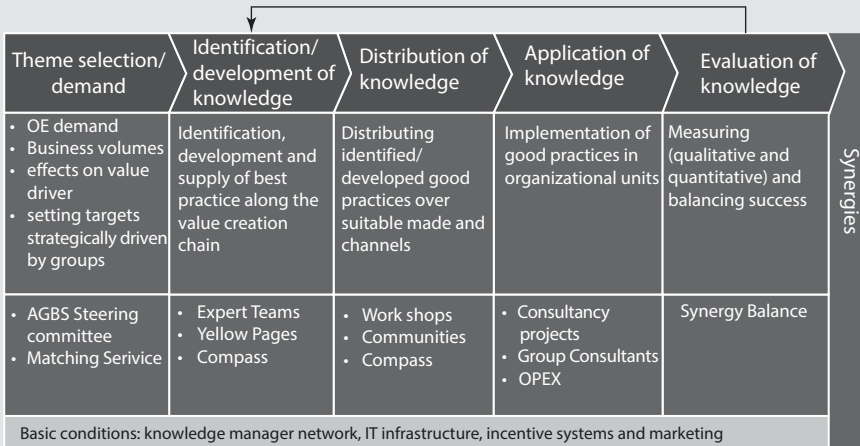 Theme selection/
demand
Identification/
development of
knowledge
Distribution of
knowledge
Application of
knowledge
Evaluation of
knowledge
• OE demand
• Business volumes
• effects on value
driver
• setting targets
strategically driven
by groups
Identification,
development and
supply of best
practice along the
value creation
chain
Distributing
identified/
developed good
practices over
suitable made and
channels
Implementation of
good practices in
organizational units
Measuring
(qualitative and
quantitative) and
balancing success
Synergies
• AGBS Steering
committee
• Matching Serivice
• Expert Teams
• Yellow Pages
• Compass
• Work shops
• Communities
• Compass
• Consultancy
projects
• Group Consultants
• OPEX
Synergy Balance
Basic conditions: knowledge manager network, IT infrastructure, incentive systems and marketing